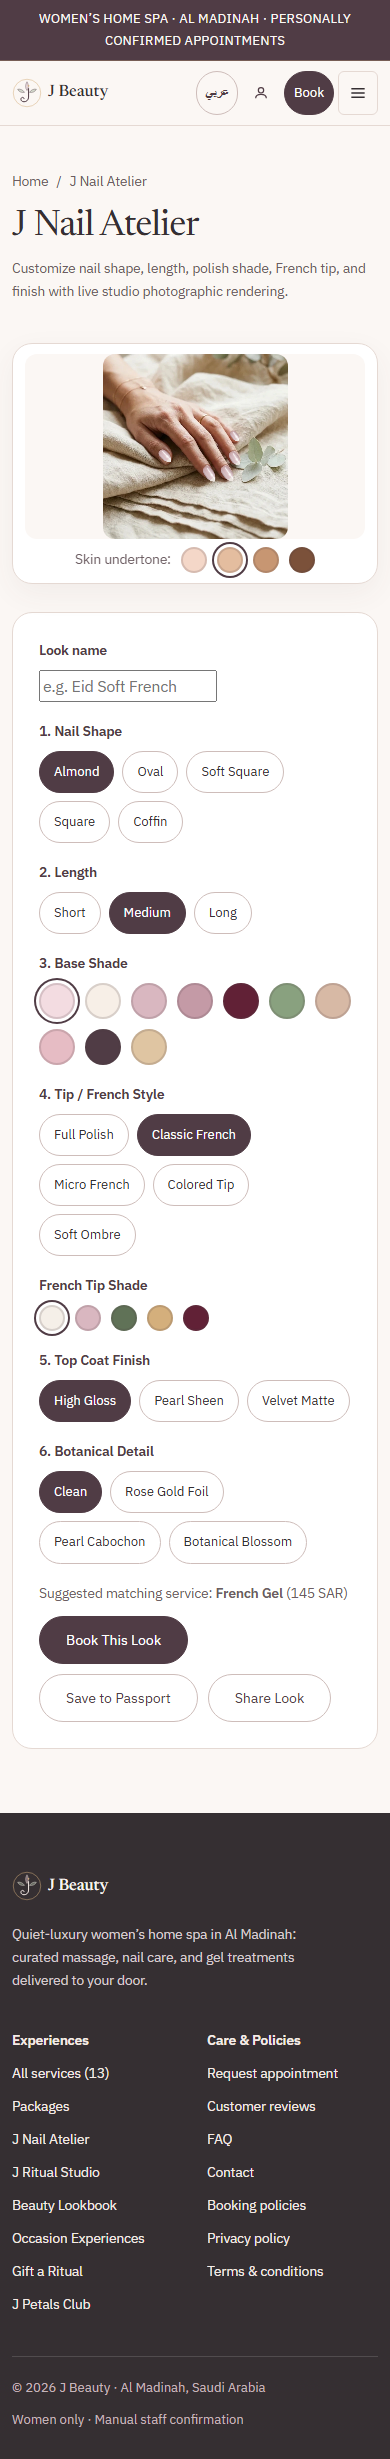 WOMEN'S HOME SPA · AL MADINAH · PERSONALLY
CONFIRMED APPOINTMENTS
J Beauty
عربي
Book
Home / J Nail Atelier
J Nail Atelier
Customize nail shape, length, polish shade, French tip, and
finish with live studio photographic rendering.
Skin undertone:
Look name
e.g. Eid Soft French
1. Nail Shape
Almond
Oval
Soft Square
Square
Coffin
2. Length
Short
Medium
Long
3. Base Shade
4. Tip / French Style
Full Polish
Classic French
Micro French
Colored Tip
Soft Ombre
French Tip Shade
5. Top Coat Finish
High Gloss
Pearl Sheen
Velvet Matte
6. Botanical Detail
Clean
Rose Gold Foil
Pearl Cabochon
Botanical Blossom
Suggested matching service: French Gel (145 SAR)
Book This Look
Save to Passport
Share Look
J Beauty
Quiet-luxury women's home spa in Al Madinah:
curated massage, nail care, and gel treatments
delivered to your door.
Experiences
All services (13)
Packages
J Nail Atelier
J Ritual Studio
Beauty Lookbook
Occasion Experiences
Gift a Ritual
J Petals Club
Care & Policies
Request appointment
Customer reviews
FAQ
Contact
Booking policies
Privacy policy
Terms & conditions
© 2026 J Beauty · Al Madinah, Saudi Arabia
Women only · Manual staff confirmation